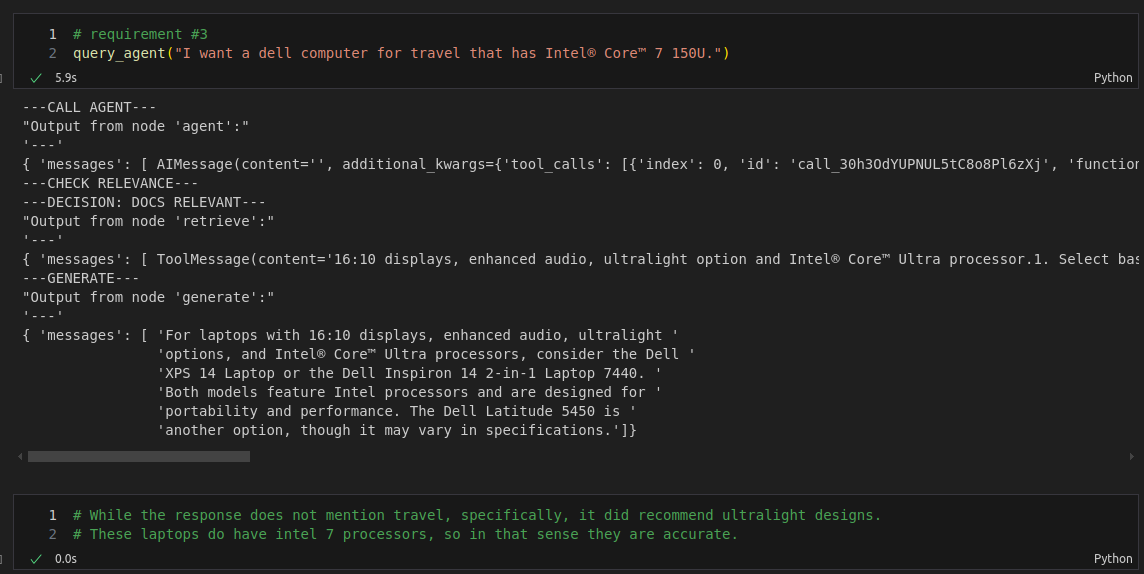 1 # requirement #3
2 query_agent("I want a dell computer for travel that has Intel® Core™ 7 150U.")
5.9s Python
---CALL AGENT---
"Output from node 'agent':"
'---'
{ 'messages': [ AIMessage(content='', additional_kwargs={'tool_calls': [{'index': 0, 'id': 'call_30h3OdYUPNUL5tC8o8Pl6zXj', 'function
---CHECK RELEVANCE---
---DECISION: DOCS RELEVANT---
"Output from node 'retrieve':"
'---'
{ 'messages': [ ToolMessage(content='16:10 displays, enhanced audio, ultralight option and Intel® Core™ Ultra processor.1. Select bas
---GENERATE---
"Output from node 'generate':"
'---'
{ 'messages': [ 'For laptops with 16:10 displays, enhanced audio, ultralight '
'options, and Intel® Core™ Ultra processors, consider the Dell '
'XPS 14 Laptop or the Dell Inspiron 14 2-in-1 Laptop 7440. '
'Both models feature Intel processors and are designed for '
'portability and performance. The Dell Latitude 5450 is '
'another option, though it may vary in specifications.']}
1 # While the response does not mention travel, specifically, it did recommend ultralight designs.
2 # These laptops do have intel 7 processors, so in that sense they are accurate.
0.0s Python